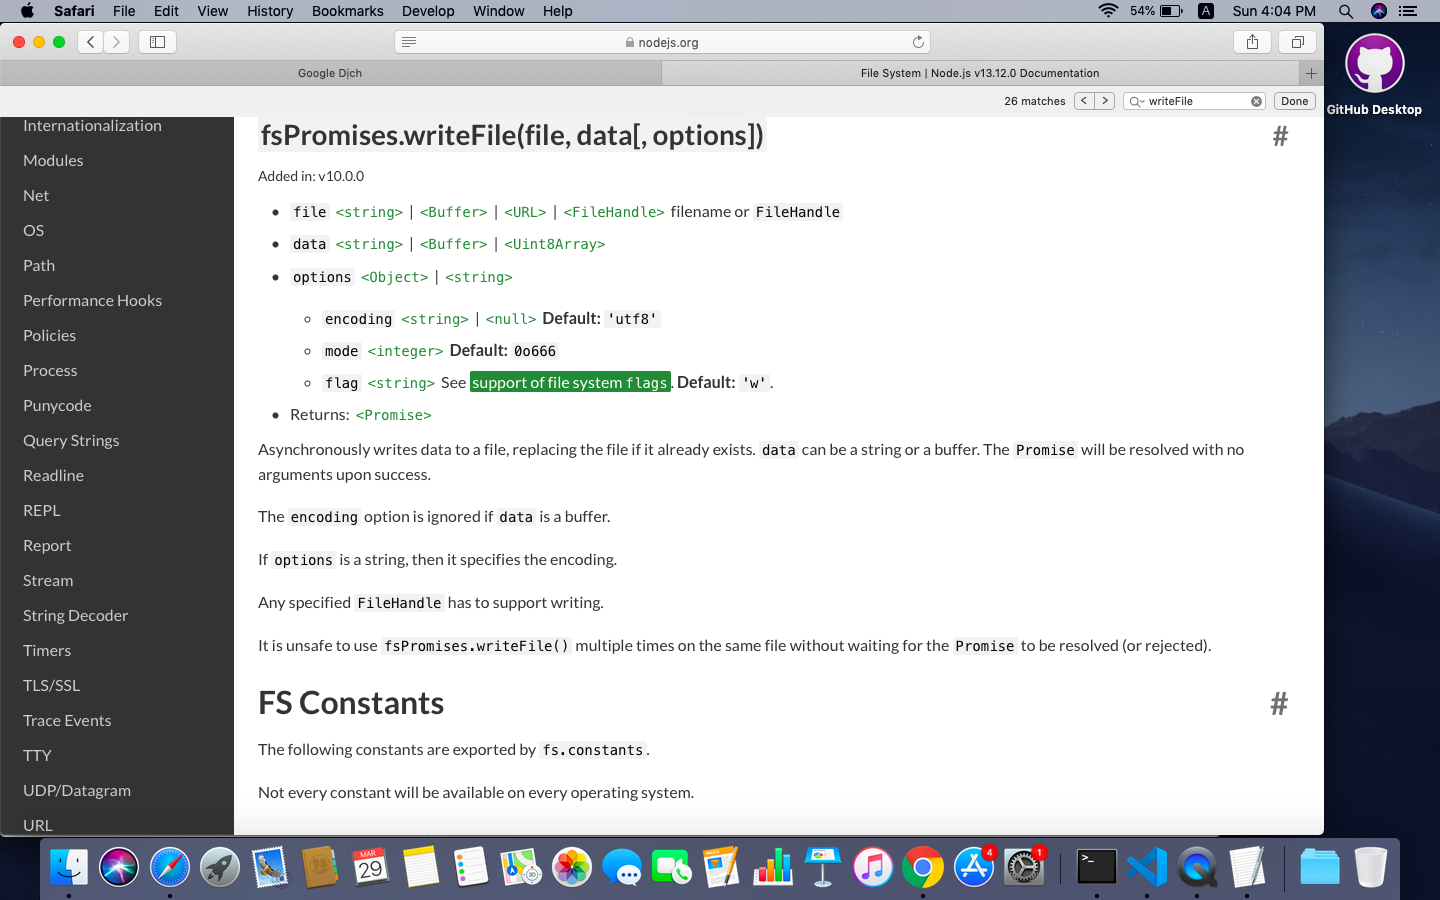 Safari File Edit View History Bookmarks Develop Window Help 54% A Sun 4:04 PM
nodejs.org
Google Dịch
File System | Node.js v13.12.0 Documentation
26 matches < > writeFile Done
GitHub Desktop
Internationalization
Modules
Net
OS
Path
Performance Hooks
Policies
Process
Punycode
Query Strings
Readline
REPL
Report
Stream
String Decoder
Timers
TLS/SSL
Trace Events
TTY
UDP/Datagram
URL
fsPromises.writeFile(file, data[, options]) #
Added in: v10.0.0
• file <string> | <Buffer> | <URL> | <FileHandle> filename or FileHandle
• data <string> | <Buffer> | <Uint8Array>
• options <Object> | <string>
◦ encoding <string> | <null> Default: 'utf8'
◦ mode <integer> Default: 0o666
◦ flag <string> See support of file system flags. Default: 'w'.
• Returns: <Promise>
Asynchronously writes data to a file, replacing the file if it already exists. data can be a string or a buffer. The Promise will be resolved with no
arguments upon success.
The encoding option is ignored if data is a buffer.
If options is a string, then it specifies the encoding.
Any specified FileHandle has to support writing.
It is unsafe to use fsPromises.writeFile() multiple times on the same file without waiting for the Promise to be resolved (or rejected).
FS Constants #
The following constants are exported by fs.constants.
Not every constant will be available on every operating system.
MAR
29
4
1
>_